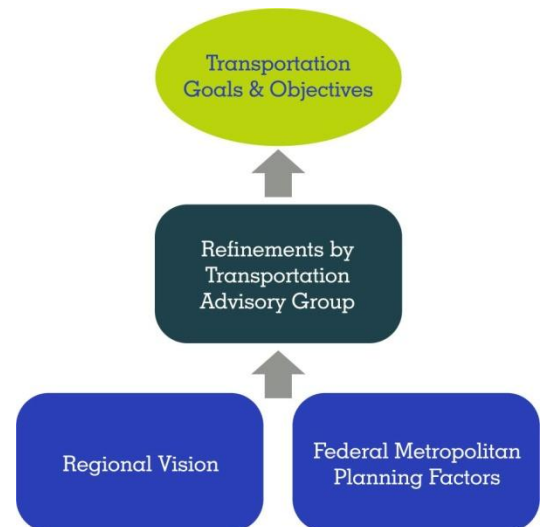 Transportation
Goals & Objectives
Refinements by
Transportation
Advisory Group
Regional Vision
Federal Metropolitan
Planning Factors